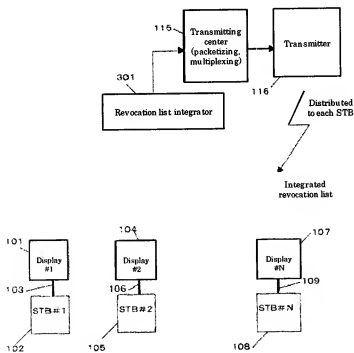 115
Transmitting
center
(packetizing,
multiplexing)
Transmitter
301
116
Revocation list integrator
Distributed
to each STB
Integrated
revocation list
101
104
107
Display
#1
Display
#2
Display
#N
103
106
109
STB#1
STB#2
STB#N
102
105
108